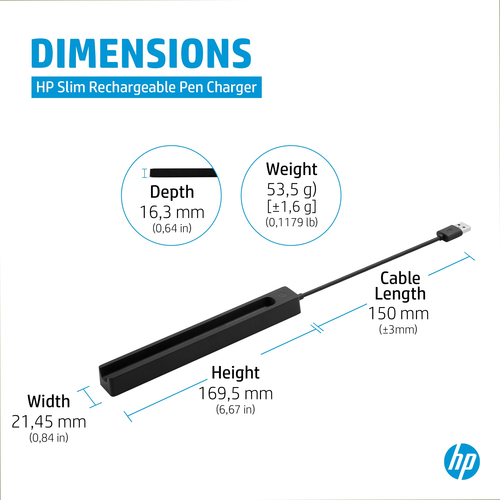 DIMENSIONS
HP Slim Rechargeable Pen Charger
Depth
16,3 mm
(0,64 in)
Weight
53,5 g)
[±1,6 g]
(0,1179 lb)
Cable
Length
150 mm
(±3mm)
Height
169,5 mm
(6,67 in)
Width
21,45 mm
(0,84 in)
hp